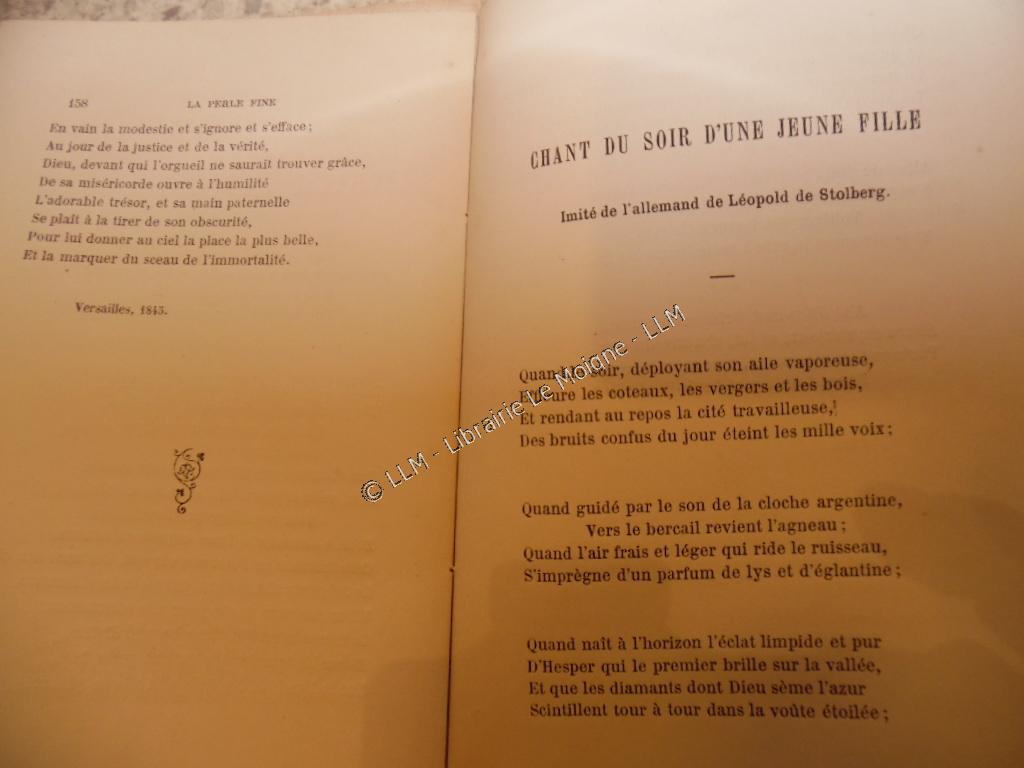 158
LA PERLE FINE
En vain la modestie et s'ignore et s'efface;
Au jour de la justice et de la vérité,
Dieu, devant qui l'orgueil ne saurait trouver grâce,
De sa miséricorde ouvre à l'humilité
L'adorable trésor, et sa main paternelle
Se plaît à la tirer de son obscurité,
Pour lui donner au ciel la place la plus belle,
Et la marquer du sceau de l'immortalité.
Versailles, 1845.
CHANT DU SOIR D'UNE JEUNE FILLE
Imité de l'allemand de Léopold de Stolberg.
Quand soir, déployant son aile vaporeuse,
les coteaux, les vergers et les bois,
Et rendant au repos la cité travailleuse,
Des bruits confus du jour éteint les mille voix;
Quand guidé par le son de la cloche argentine,
Vers le bercail revient l'agneau;
Quand l'air frais et léger qui ride le ruisseau,
S'imprègne d'un parfum de lys et d'églantine;
Quand naît à l'horizon l'éclat limpide et pur
D'Hesper qui le premier brille sur la vallée,
Et que les diamants dont Dieu sème l'azur
Scintillent tour à tour dans la voûte étoilée;
© LLM - Librairie Le Moigne - LLM